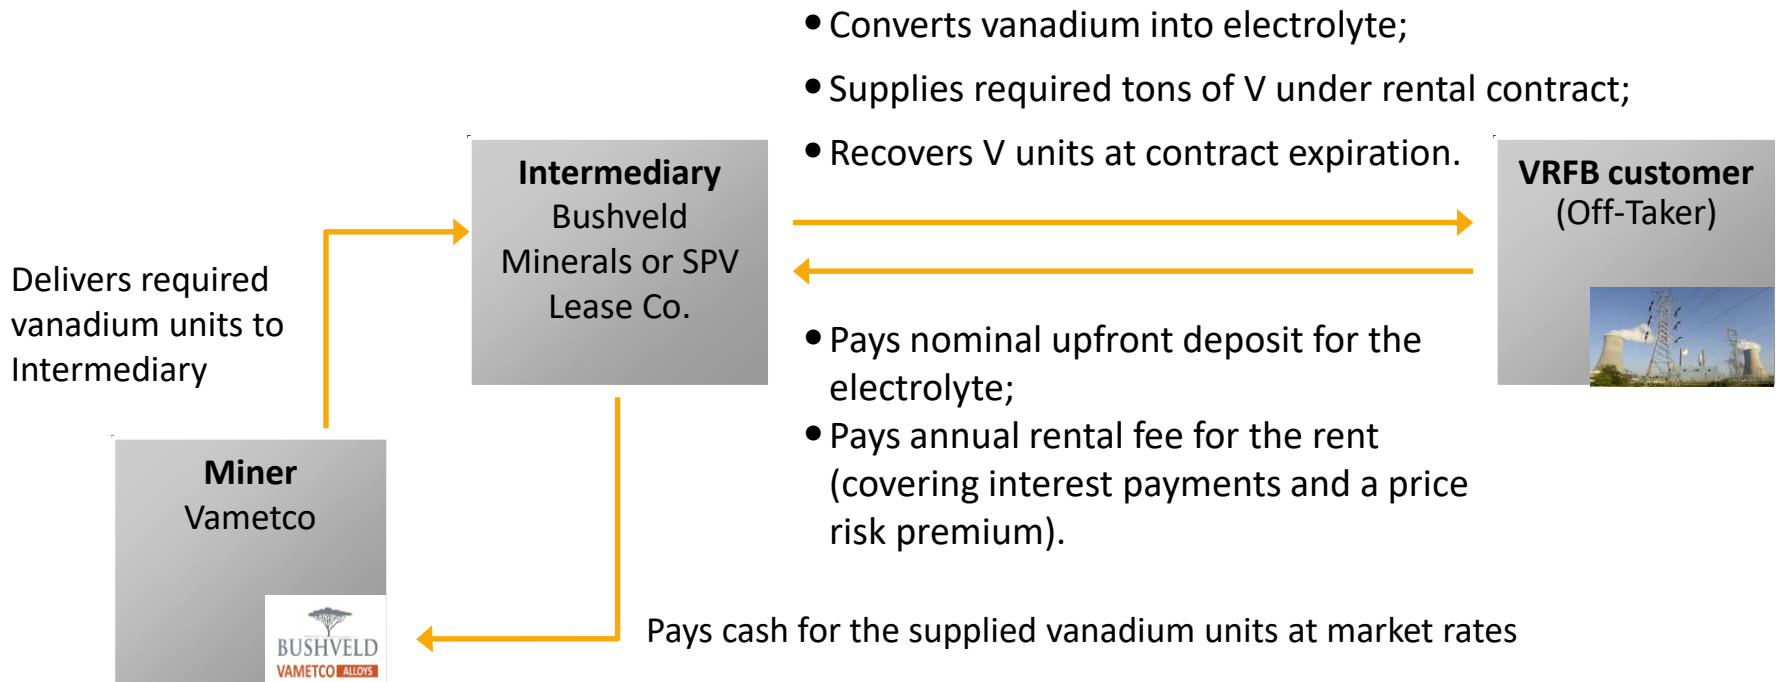 • Converts vanadium into electrolyte;
• Supplies required tons of V under rental contract;
• Recovers V units at contract expiration.
Intermediary
Bushveld
Minerals or SPV
Lease Co.
VRFB customer
(Off-Taker)
Delivers required
vanadium units to
Intermediary
• Pays nominal upfront deposit for the
electrolyte;
• Pays annual rental fee for the rent
(covering interest payments and a price
risk premium).
Miner
Vametco
BUSHVELD
VAMETCO ALLOYS
Pays cash for the supplied vanadium units at market rates